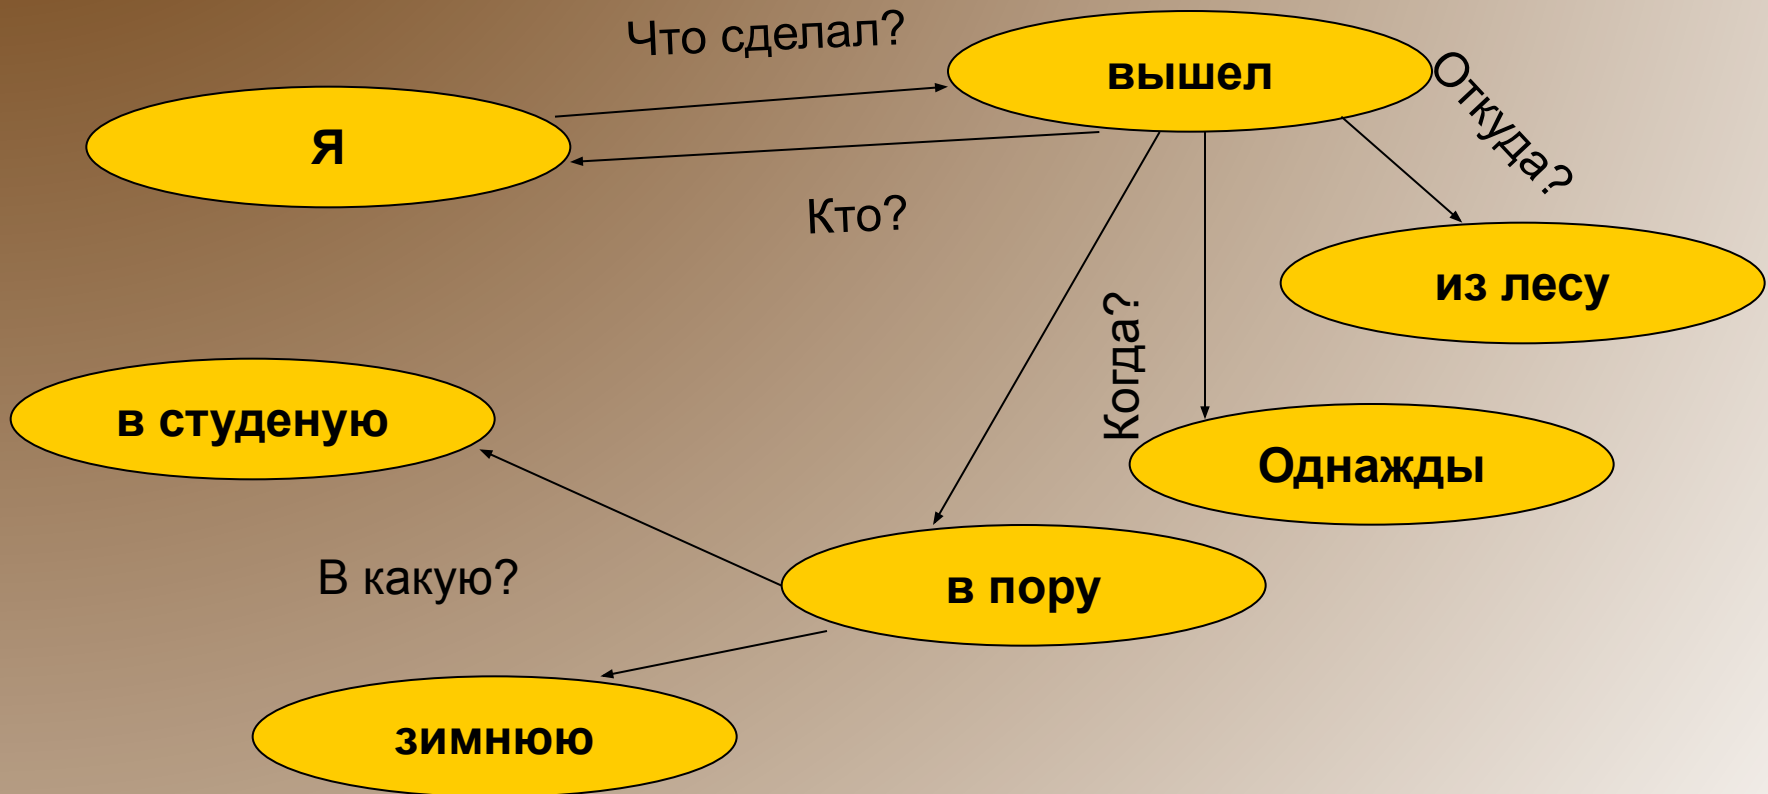 Что сделал?
вышел
Откуда?
Я
Кто?
из лесу
Когда?
в студеную
Однажды
В какую?
в пору
зимнюю